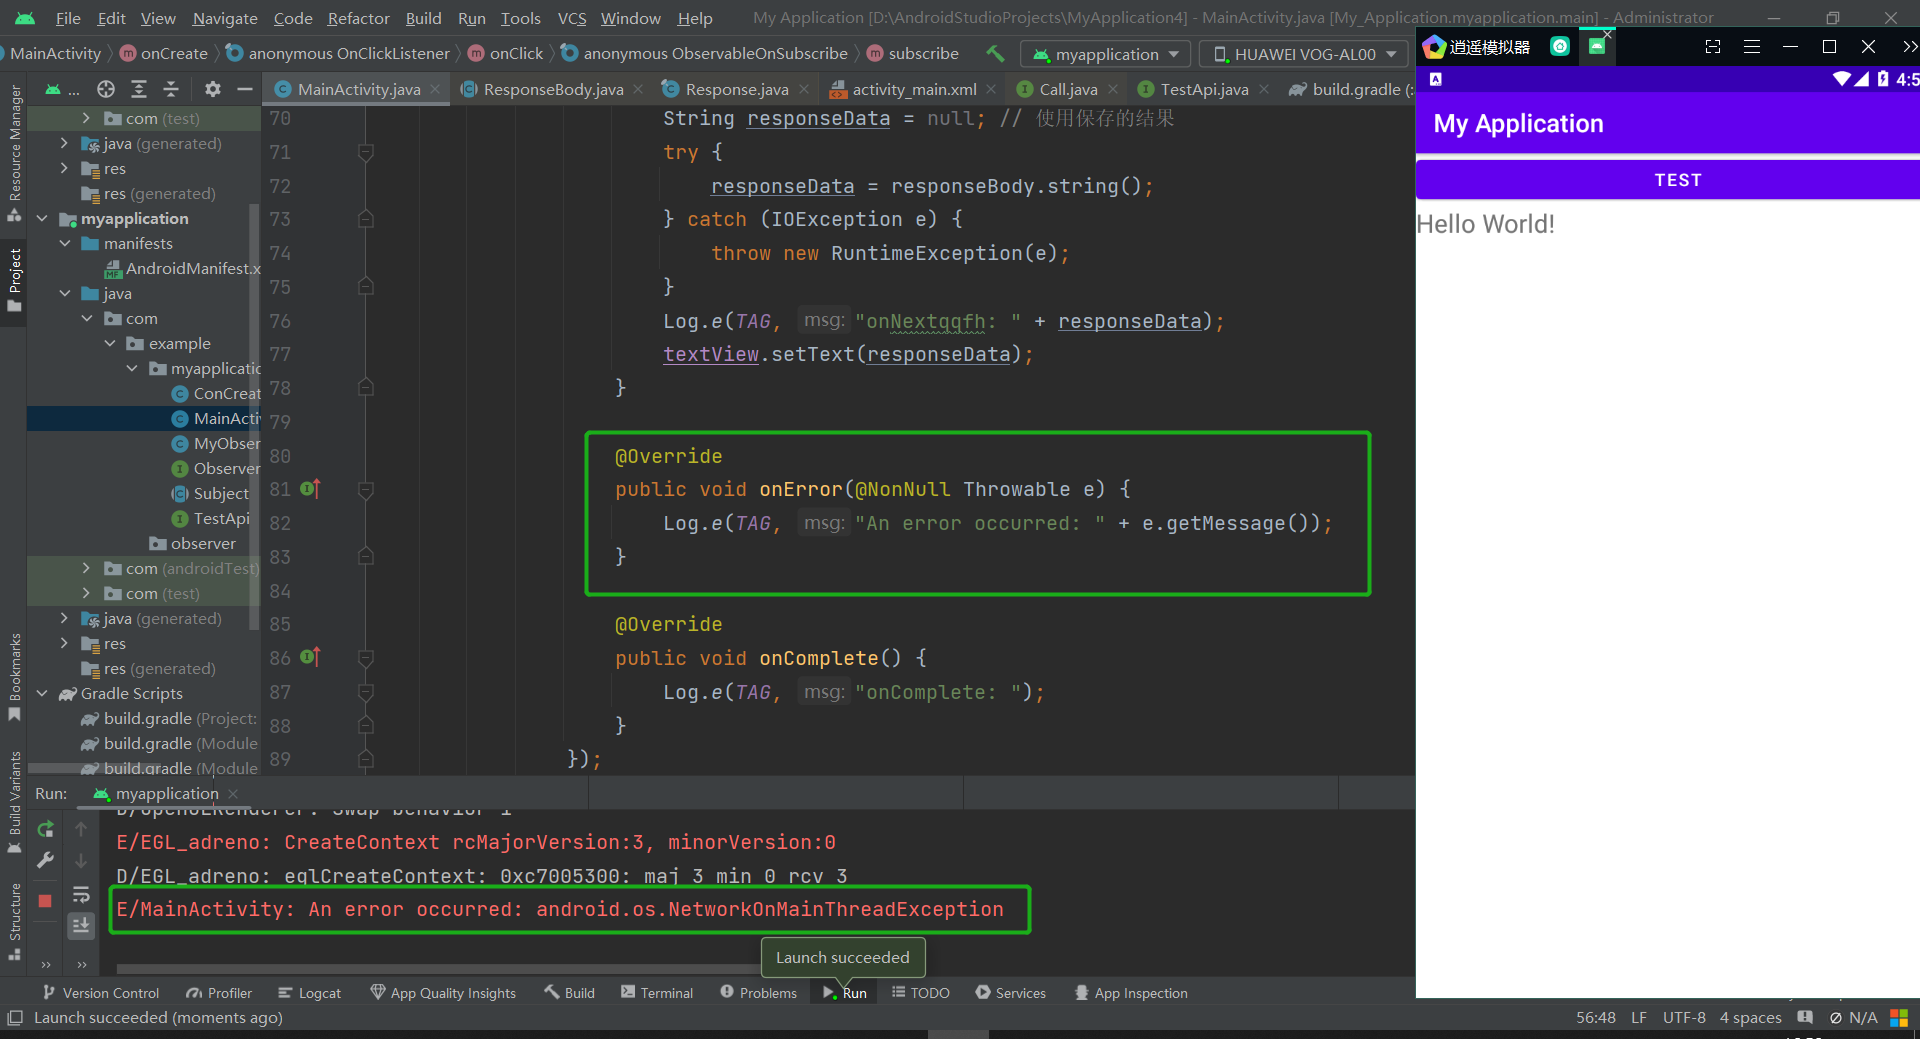 File Edit View Navigate Code Refactor Build Run Tools VCS Window Help My Application [D:\AndroidStudioProjects\MyApplication4] - MainActivity.java [My_Application.myapplication.main] - Administrator
MainActivity onCreate anonymous OnClickListener onClick anonymous ObservableOnSubscribe subscribe myapplication HUAWEI VOG-AL00
... MainActivity.java ResponseBody.java Response.java activity_main.xml Call.java TestApi.java build.gradle (:
Resource Manager
Project
Bookmarks
Build Variants
Structure
com (test)
java (generated)
res
res (generated)
myapplication
manifests
AndroidManifest.x
java
com
example
myapplicatio
ConCreat
MainActi
MyObser
Observer
Subject
TestApi
observer
com (androidTest)
com (test)
java (generated)
res
res (generated)
Gradle Scripts
build.gradle (Project:
build.gradle (Module
build.gradle (Module
70 String responseData = null; // 使用保存的结果
71 try {
72 responseData = responseBody.string();
73 } catch (IOException e) {
74 throw new RuntimeException(e);
75 }
76 Log.e(TAG, msg: "onNextqqfh: " + responseData);
77 textView.setText(responseData);
78 }
79
80 @Override
81 public void onError(@NonNull Throwable e) {
82 Log.e(TAG, msg: "An error occurred: " + e.getMessage());
83 }
84
85 @Override
86 public void onComplete() {
87 Log.e(TAG, msg: "onComplete: ");
88 }
89 });
逍遥模拟器
4:5
My Application
TEST
Hello World!
Run: myapplication
D/OpenGLRenderer: Swap behavior 1
E/EGL_adreno: CreateContext rcMajorVersion:3, minorVersion:0
D/EGL_adreno: eglCreateContext: 0xc7005300: maj 3 min 0 rcv 3
E/MainActivity: An error occurred: android.os.NetworkOnMainThreadException
Launch succeeded
Version Control Profiler Logcat App Quality Insights Build Terminal Problems Run TODO Services App Inspection
Launch succeeded (moments ago) 56:48 LF UTF-8 4 spaces N/A